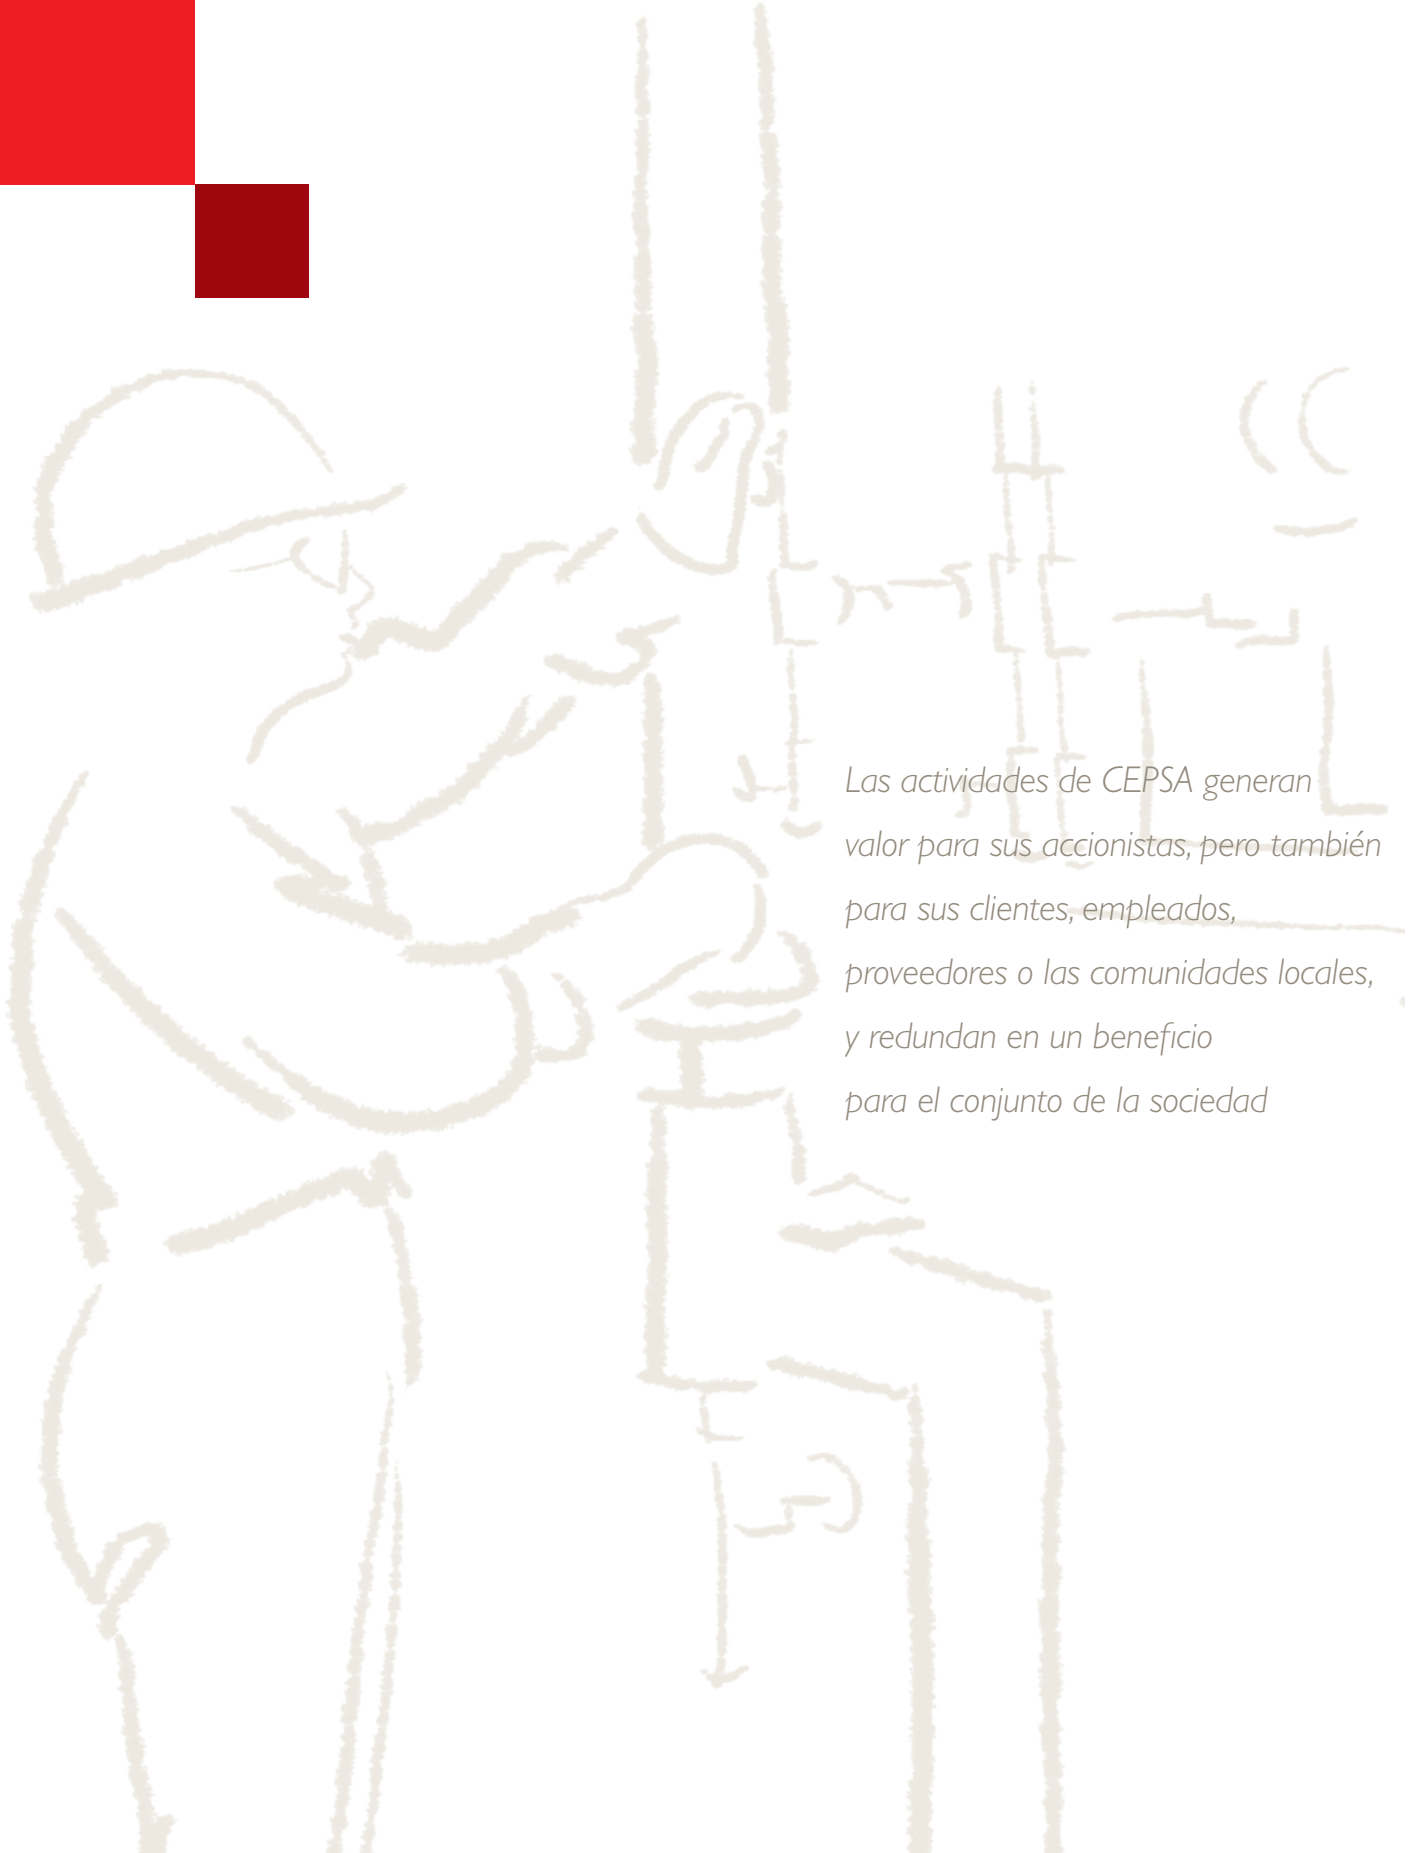 Las actividades de CEPSA generan
valor para sus accionistas, pero también
para sus clientes, empleados,
proveedores o las comunidades locales,
y redundan en un beneficio
para el conjunto de la sociedad